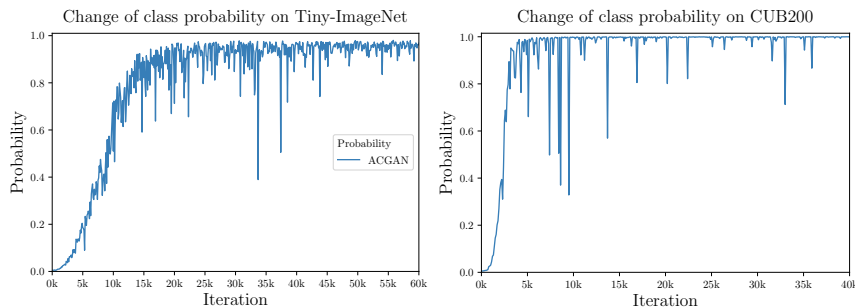 Change of class probability on Tiny-ImageNet
1.0
0.8
0.6
0.4
0.2
0.0
Probability
Probability
ACGAN
0k 5k 10k 15k 20k 25k 30k 35k 40k 45k 50k 55k 60k
Iteration
Change of class probability on CUB200
1.0
0.8
0.6
0.4
0.2
0.0
Probability
0k 5k 10k 15k 20k 25k 30k 35k 40k
Iteration